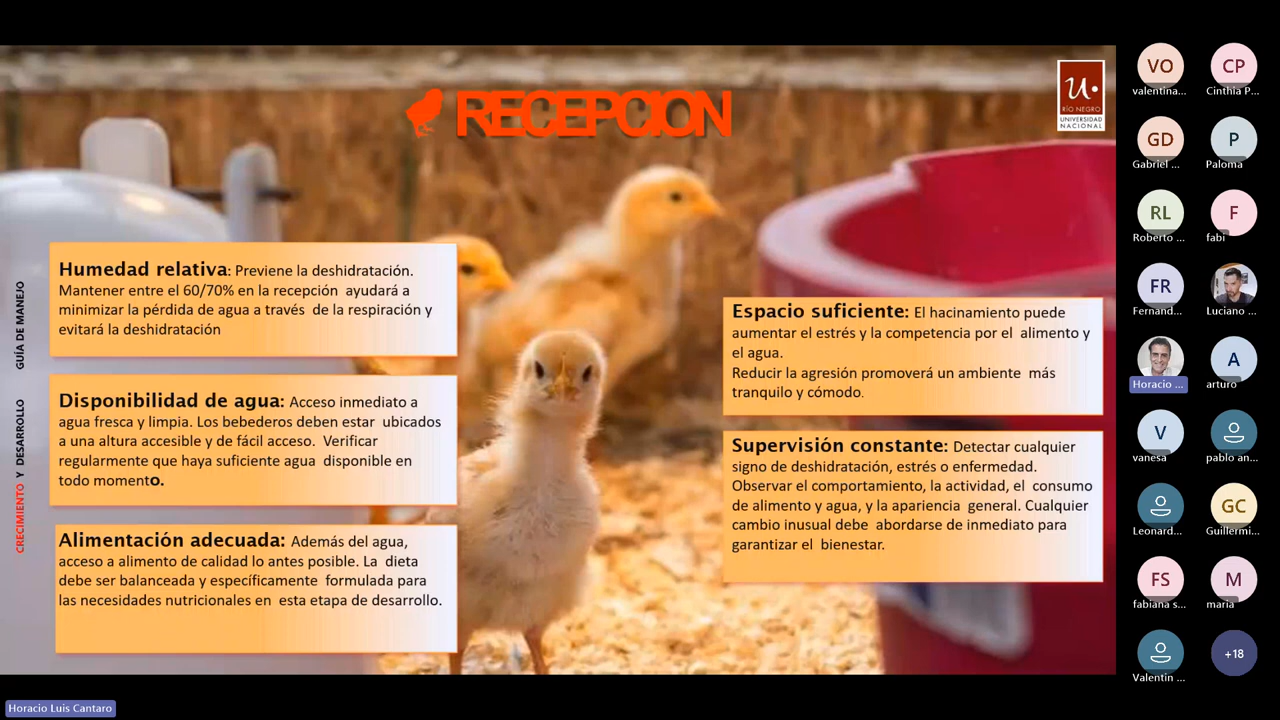 RECEPCION
u.
RÍO NEGRO
UNIVERSIDAD
NACIONAL
CRECIMIENTO Y DESARROLLO GUÍA DE MANEJO
Humedad relativa: Previene la deshidratación.
Mantener entre el 60/70% en la recepción ayudará a
minimizar la pérdida de agua a través de la respiración y
evitará la deshidratación
Disponibilidad de agua: Acceso inmediato a
agua fresca y limpia. Los bebederos deben estar ubicados
a una altura accesible y de fácil acceso. Verificar
regularmente que haya suficiente agua disponible en
todo momento.
Alimentación adecuada: Además del agua,
acceso a alimento de calidad lo antes posible. La dieta
debe ser balanceada y específicamente formulada para
las necesidades nutricionales en esta etapa de desarrollo.
Espacio suficiente: El hacinamiento puede
aumentar el estrés y la competencia por el alimento y
el agua.
Reducir la agresión promoverá un ambiente más
tranquilo y cómodo.
Supervisión constante: Detectar cualquier
signo de deshidratación, estrés o enfermedad.
Observar el comportamiento, la actividad, el consumo
de alimento y agua, y la apariencia general. Cualquier
cambio inusual debe abordarse de inmediato para
garantizar el bienestar.
VO
valentina...
CP
Cinthia P...
GD
Gabriel ...
P
Paloma
RL
Roberto ...
F
fabi
FR
Fernand...
Luciano ...
Horacio ...
A
arturo
V
vanesa
pablo an...
Leonard...
GC
Guillermi...
FS
fabiana s...
M
maria
Valentin ...
+18
Horacio Luis Cantaro